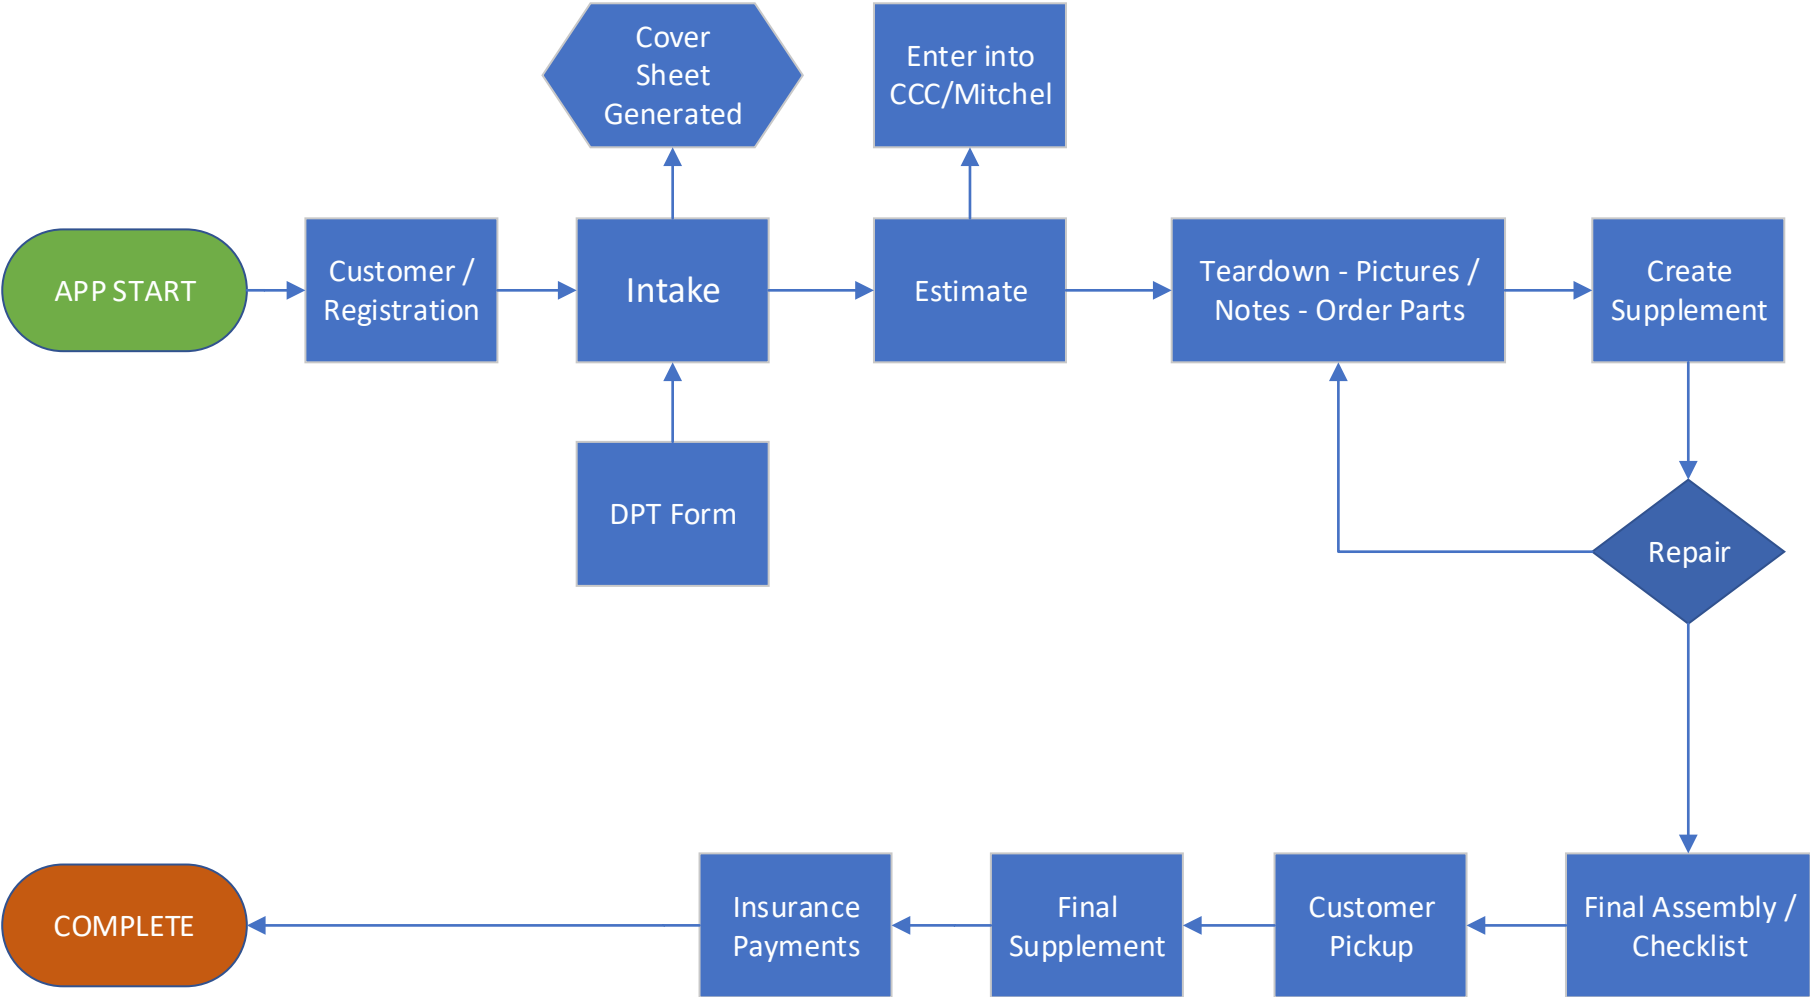 Cover
Sheet
Generated
Enter into
CCC/Mitchel
APP START
Customer /
Registration
Intake
Estimate
Teardown - Pictures /
Notes - Order Parts
Create
Supplement
DPT Form
Repair
COMPLETE
Insurance
Payments
Final
Supplement
Customer
Pickup
Final Assembly /
Checklist